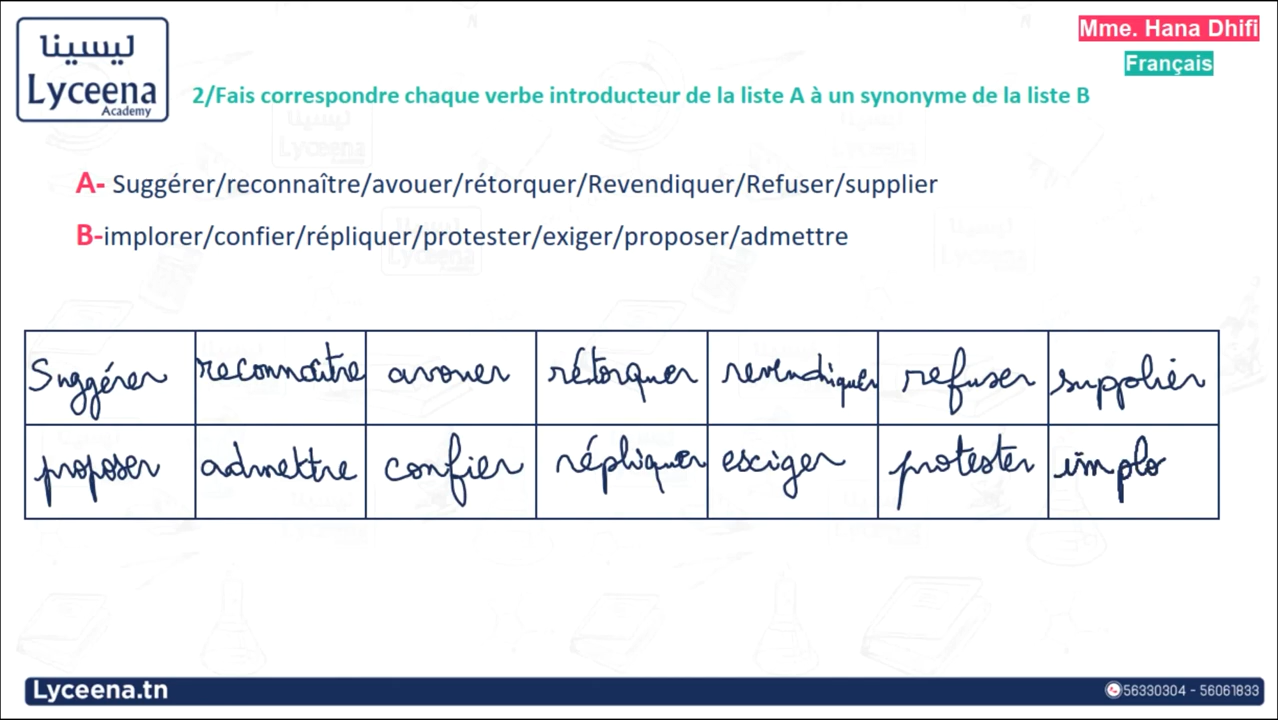 ليسينا
Lyceena
Academy
Mme. Hana Dhifi
Français
2/Fais correspondre chaque verbe introducteur de la liste A à un synonyme de la liste B
A- Suggérer/reconnaître/avouer/rétorquer/Revendiquer/Refuser/supplier
B-implorer/confier/répliquer/protester/exiger/proposer/admettre
Suggérer reconnaître avouer rétorquer revendiquer refuser supplier
proposer admettre confier répliquer exiger protester implo
Lyceena.tn
56330304 - 56061833